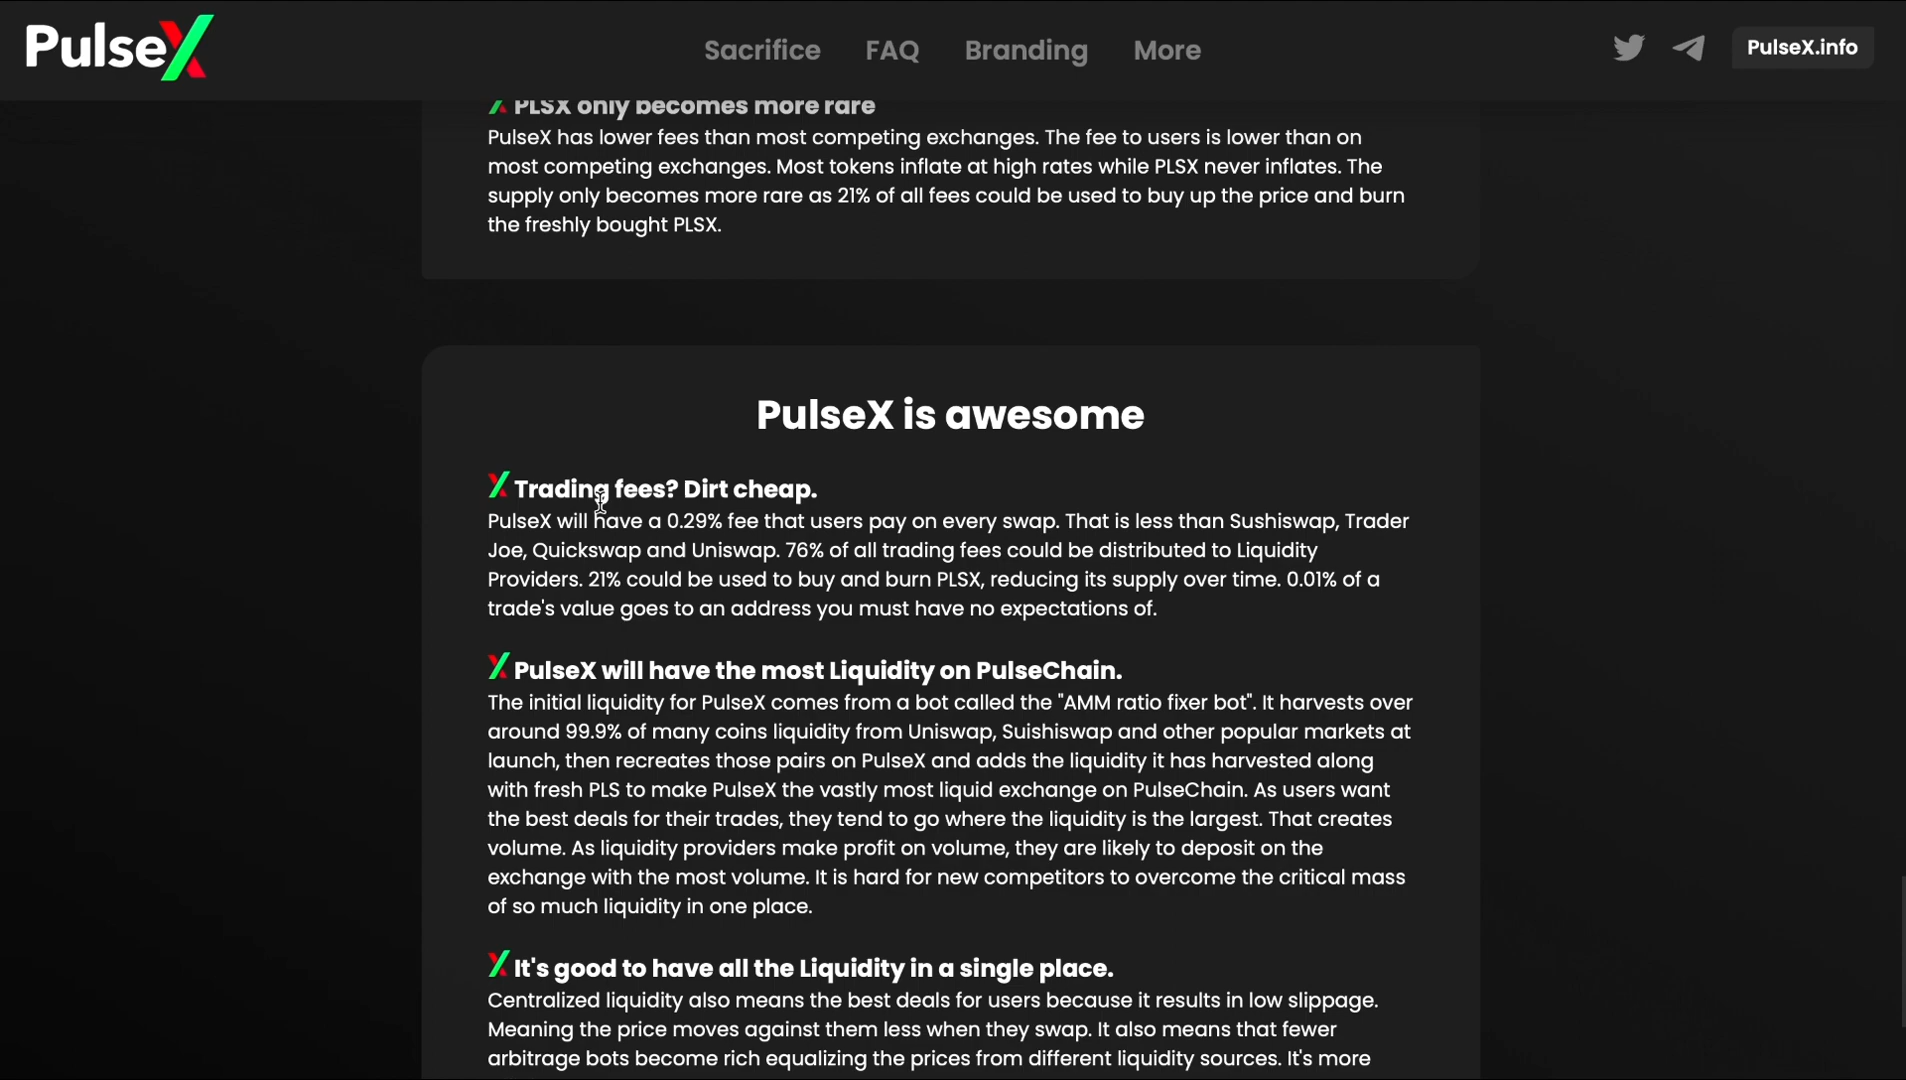 PulseX
Sacrifice FAQ Branding More
PulseX.info
PLSX only becomes more rare
PulseX has lower fees than most competing exchanges. The fee to users is lower than on
most competing exchanges. Most tokens inflate at high rates while PLSX never inflates. The
supply only becomes more rare as 21% of all fees could be used to buy up the price and burn
the freshly bought PLSX.
PulseX is awesome
Trading fees? Dirt cheap.
PulseX will have a 0.29% fee that users pay on every swap. That is less than Sushiswap, Trader
Joe, Quickswap and Uniswap. 76% of all trading fees could be distributed to Liquidity
Providers. 21% could be used to buy and burn PLSX, reducing its supply over time. 0.01% of a
trade's value goes to an address you must have no expectations of.
PulseX will have the most Liquidity on PulseChain.
The initial liquidity for PulseX comes from a bot called the "AMM ratio fixer bot". It harvests over
around 99.9% of many coins liquidity from Uniswap, Suishiswap and other popular markets at
launch, then recreates those pairs on PulseX and adds the liquidity it has harvested along
with fresh PLS to make PulseX the vastly most liquid exchange on PulseChain. As users want
the best deals for their trades, they tend to go where the liquidity is the largest. That creates
volume. As liquidity providers make profit on volume, they are likely to deposit on the
exchange with the most volume. It is hard for new competitors to overcome the critical mass
of so much liquidity in one place.
It's good to have all the Liquidity in a single place.
Centralized liquidity also means the best deals for users because it results in low slippage.
Meaning the price moves against them less when they swap. It also means that fewer
arbitrage bots become rich equalizing the prices from different liquidity sources. It's more